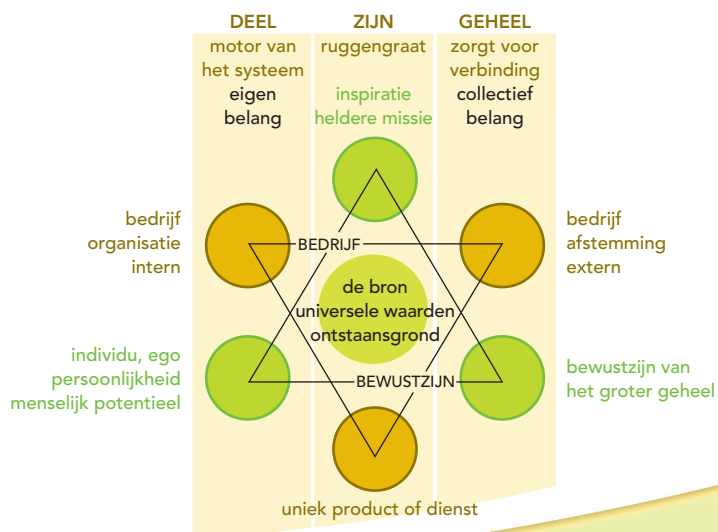 DEEL
motor van
het systeem
eigen
belang
ZIJN
ruggengraat
inspiratie
heldere missie
GEHEEL
zorgt voor
verbinding
collectief
belang
bedrijf
organisatie
intern
BEDRIJF
bedrijf
afstemming
extern
de bron
universele waarden
ontstaansgrond
individu, ego
persoonlijkheid
menselijk potentieel
BEWUSTZIJN
bewustzijn van
het groter geheel
uniek product of dienst